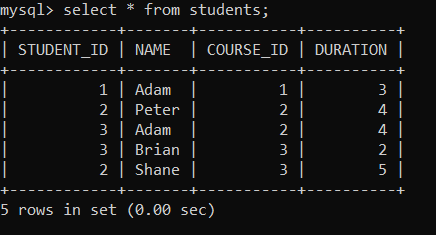 mysql> select * from students;
+------------+-------+-----------+----------+
| STUDENT_ID | NAME  | COURSE_ID | DURATION |
+------------+-------+-----------+----------+
|          1 | Adam  |         1 |        3 |
|          2 | Peter |         2 |        4 |
|          3 | Adam  |         2 |        4 |
|          3 | Brian |         3 |        2 |
|          2 | Shane |         3 |        5 |
+------------+-------+-----------+----------+
5 rows in set (0.00 sec)